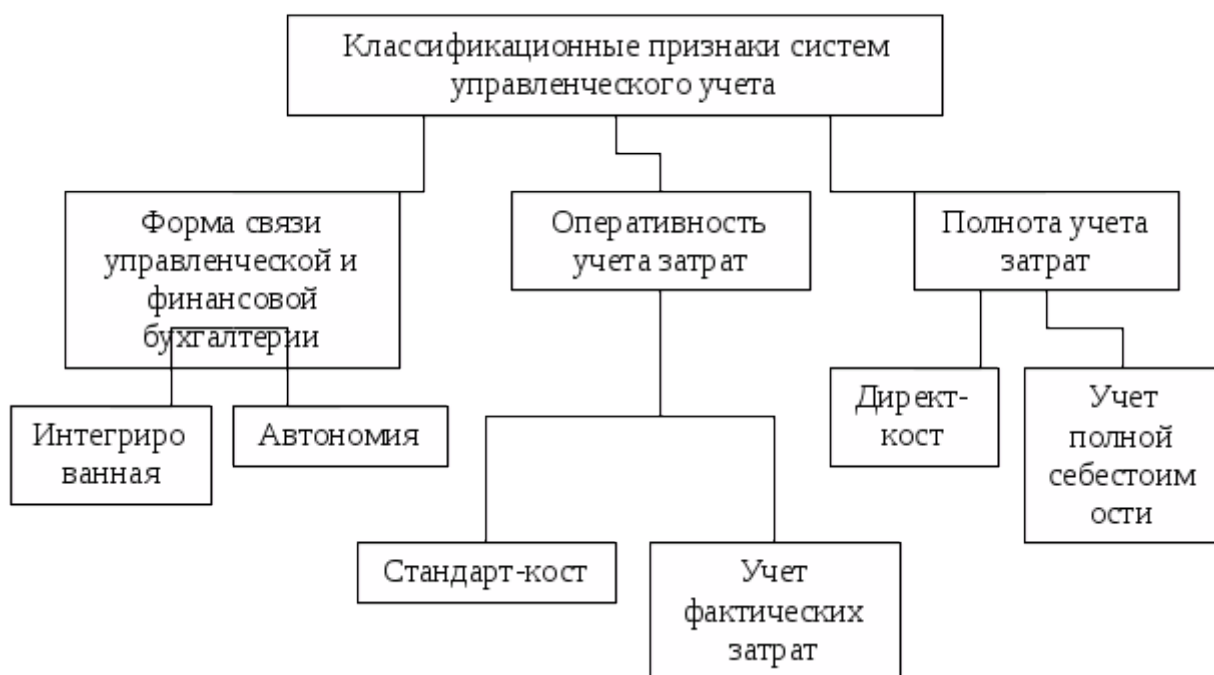 Классификационные признаки систем
управленческого учета
Форма связи
управленческой и
финансовой
бухгалтерии
Оперативность
учета затрат
Полнота учета
затрат
Интегриро
ванная
Автономия
Директ-
кост
Учет
полной
себестоим
ости
Стандарт-кост
Учет
фактических
затрат